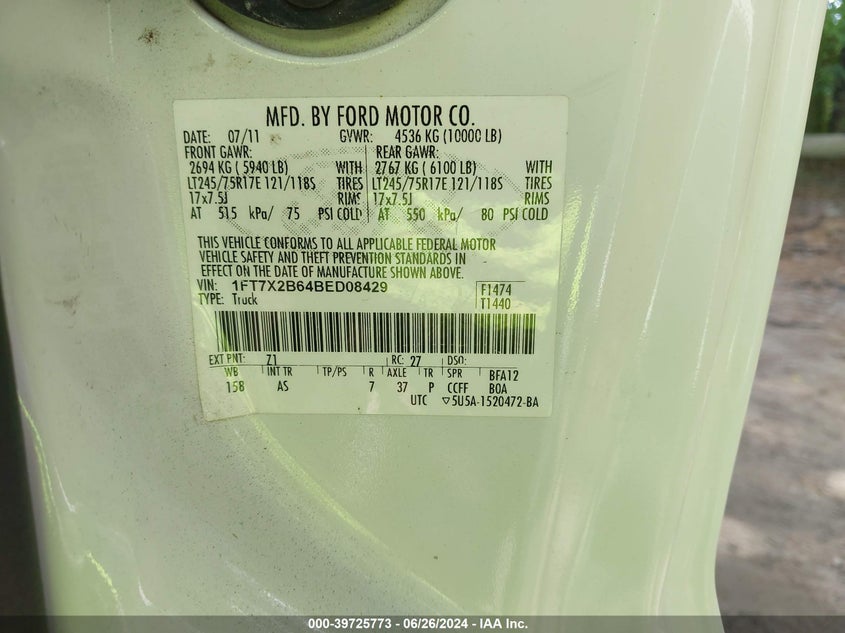 MFD. BY FORD MOTOR CO.
DATE: 07/11 GVWR: 4536 KG (10000 LB)
FRONT GAWR: REAR GAWR:
2694 KG ( 5940 LB) WITH 2767 KG ( 6100 LB) WITH
LT245/75R17E 121/118S TIRES LT245/75R17E 121/118S TIRES
17x7.5J RIMS 17x7.5J RIMS
AT 515 kPa/ 75 PSI COLD AT 550 kPa/ 80 PSI COLD
THIS VEHICLE CONFORMS TO ALL APPLICABLE FEDERAL MOTOR
VEHICLE SAFETY AND THEFT PREVENTION STANDARDS IN
EFFECT ON THE DATE OF MANUFACTURE SHOWN ABOVE.
VIN: 1FT7X2B64BED08429 F1474
TYPE: Truck T1440
EXT PNT: Z1 RC: 27 DSO:
WB INT TR TP/PS R AXLE TR SPR BFA12
158 AS 7 37 P CCFF BOA
UTC ▽5U5A-1520472-BA
000-39725773 - 06/26/2024 - IAA Inc.